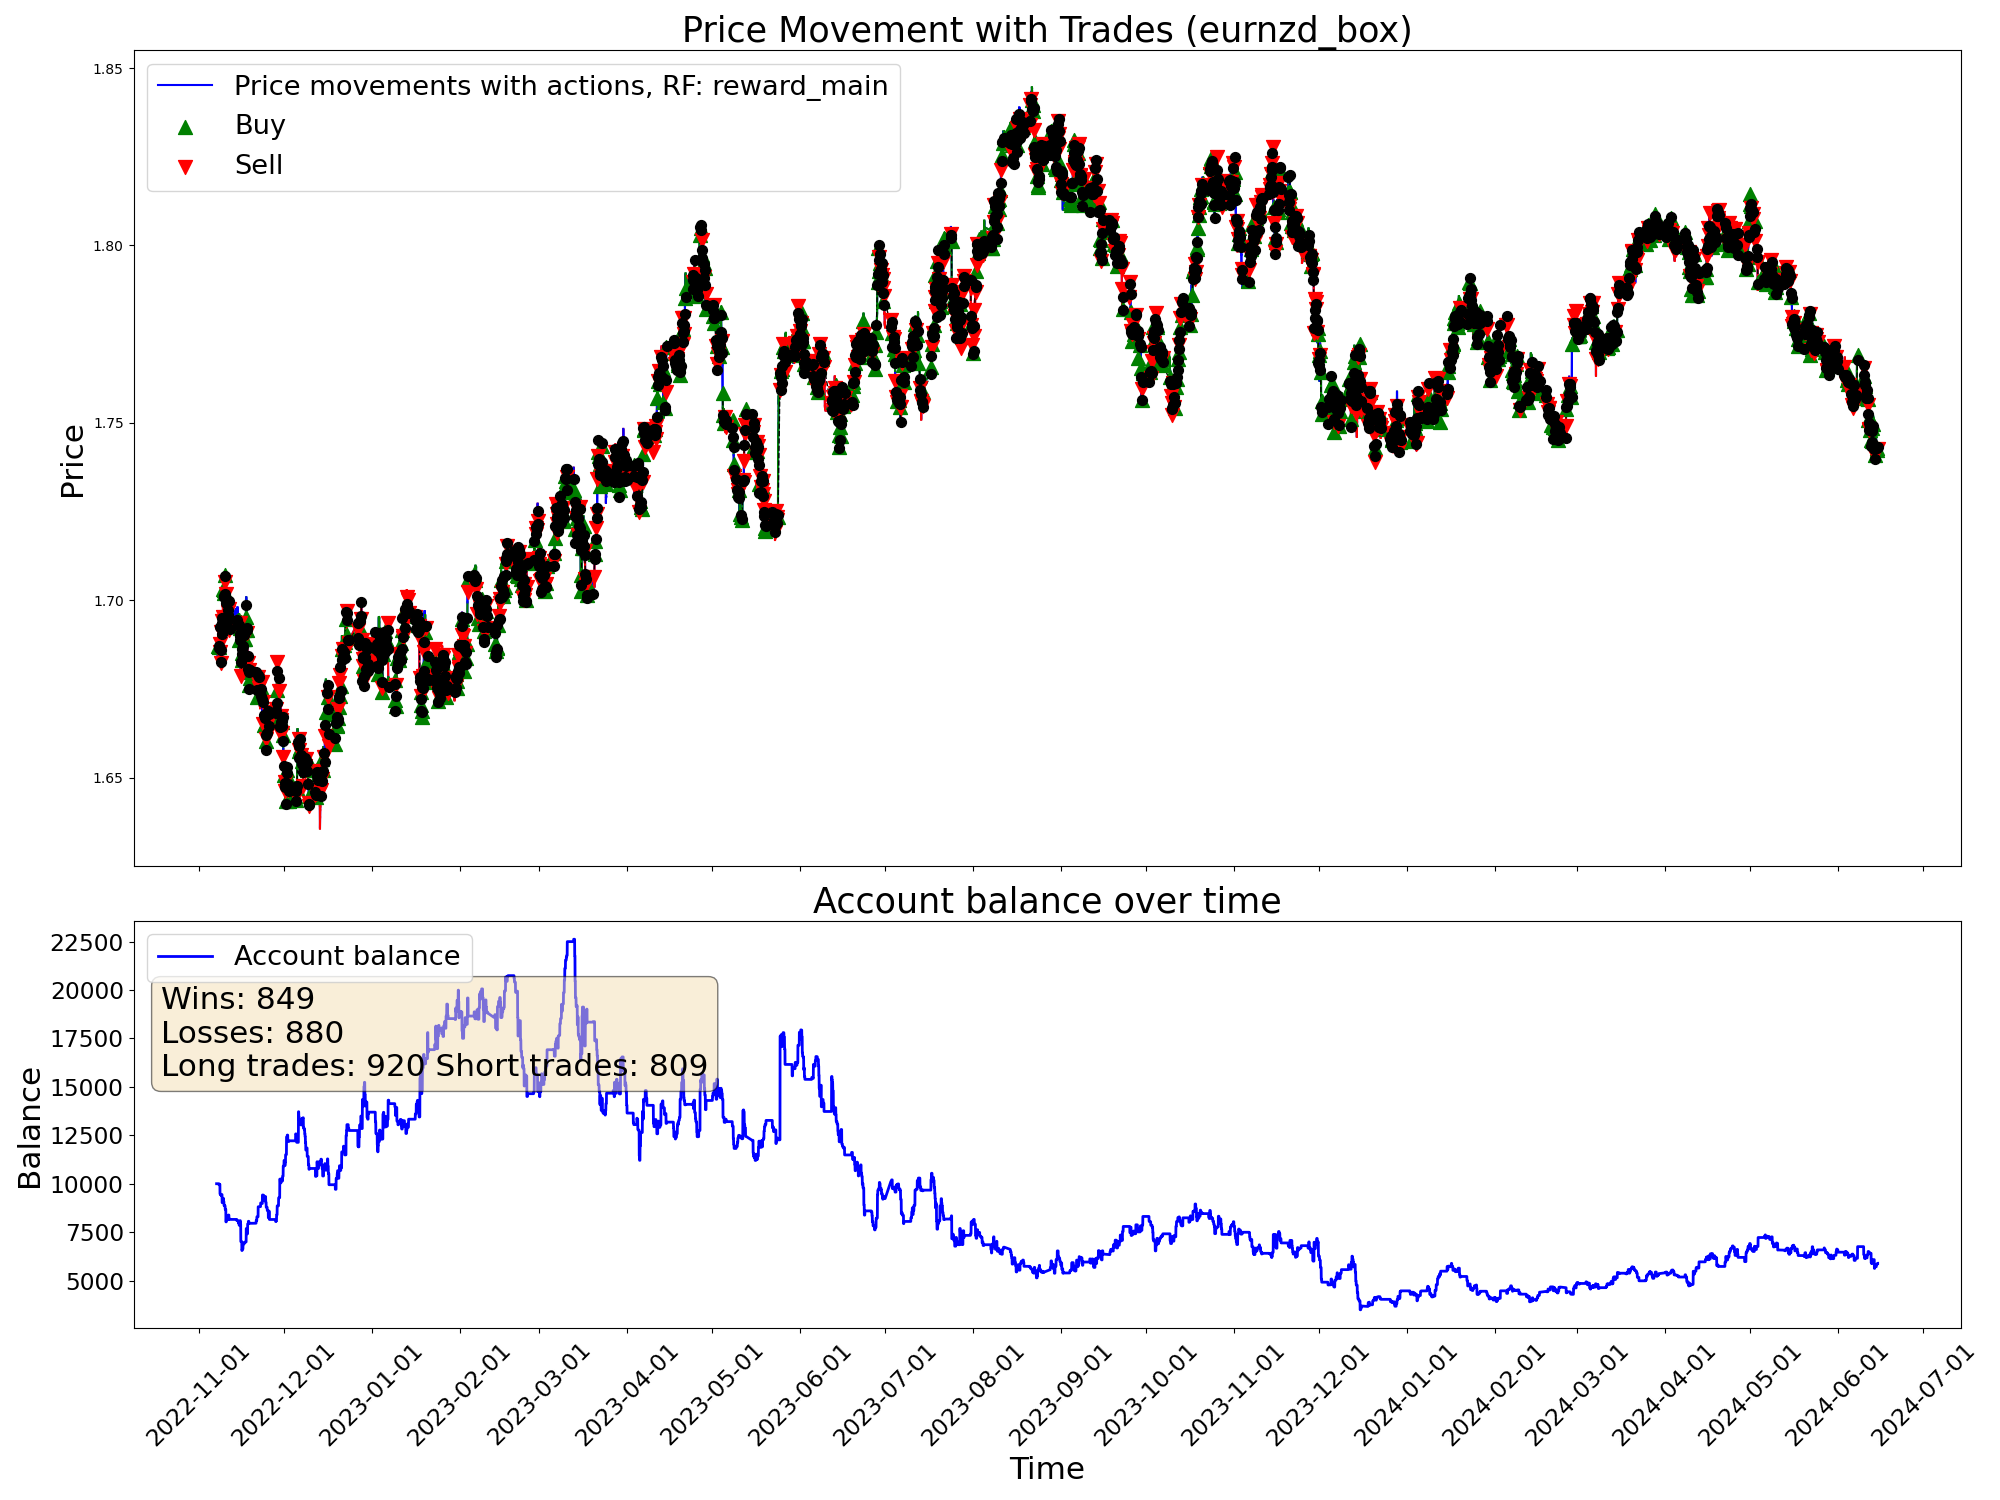 Price Movement with Trades (eurnzd_box)
1.85
Price movements with actions, RF: reward_main
Buy
Sell
1.80
1.75
1.70
1.65
Price
Account balance over time
22500
Account balance
20000
Wins: 849
17500
Losses: 880
15000
Long trades: 920 Short trades: 809
12500
10000
7500
5000
Balance
2022-11-01
2022-12-01
2023-01-01
2023-02-01
2023-03-01
2023-04-01
2023-05-01
2023-06-01
2023-07-01
2023-08-01
2023-09-01
2023-10-01
2023-11-01
2023-12-01
2024-01-01
2024-02-01
2024-03-01
2024-04-01
2024-05-01
2024-06-01
2024-07-01
Time